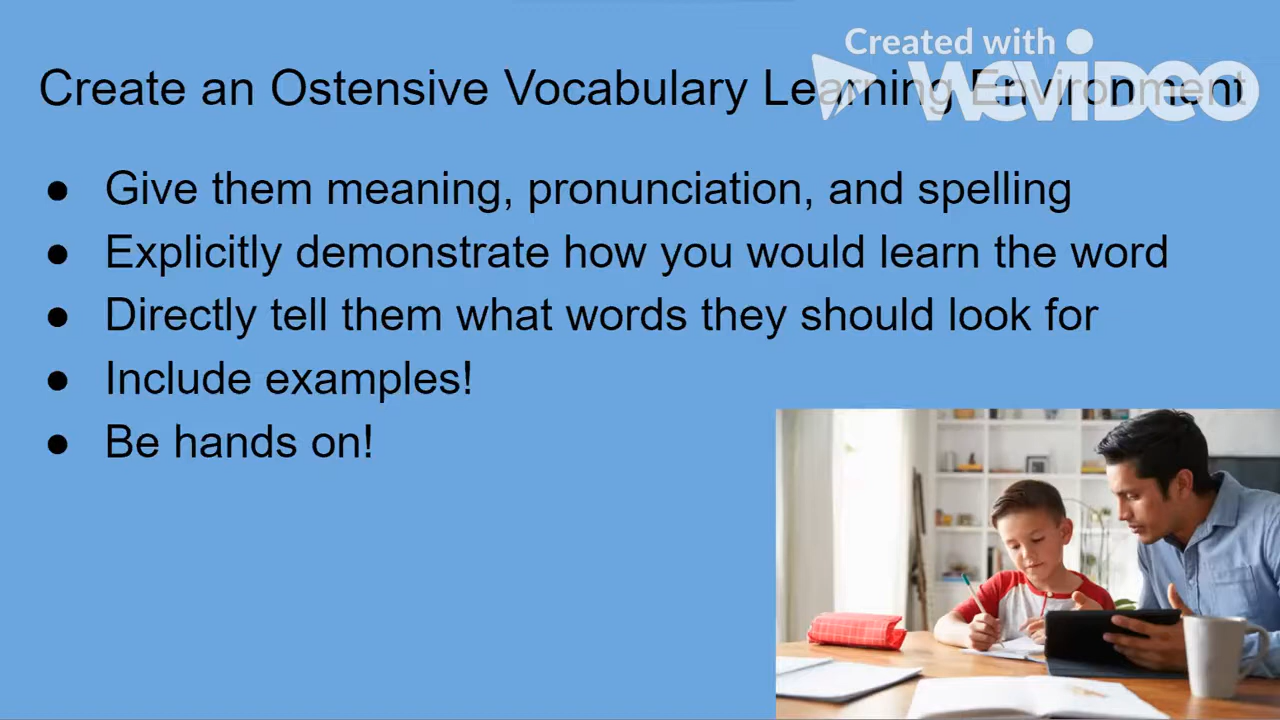 Created with
WEVIDEO
Create an Ostensive Vocabulary Learning Environment
● Give them meaning, pronunciation, and spelling
● Explicitly demonstrate how you would learn the word
● Directly tell them what words they should look for
● Include examples!
● Be hands on!